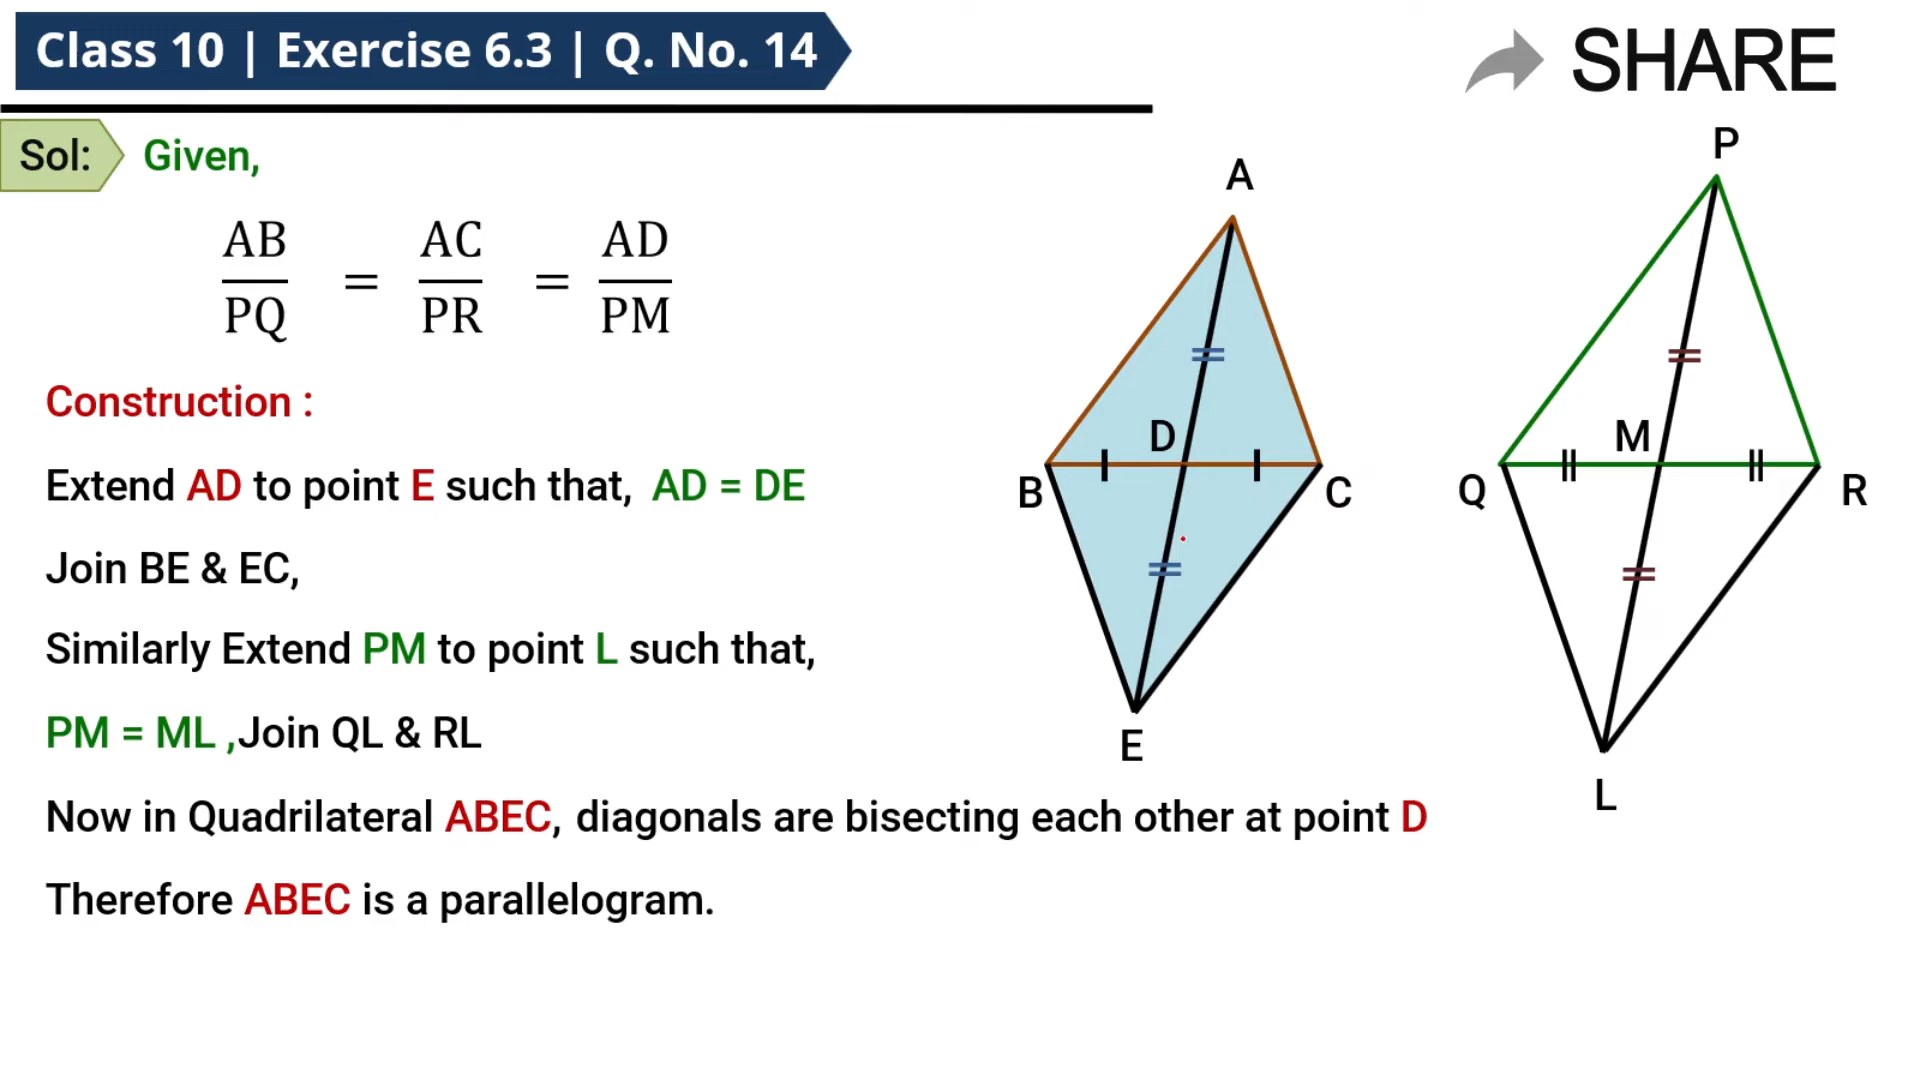 Class 10 | Exercise 6.3 | Q. No. 14
SHARE
Sol: Given,
AB/PQ = AC/PR = AD/PM
Construction :
Extend AD to point E such that, AD = DE
Join BE & EC,
Similarly Extend PM to point L such that,
PM = ML ,Join QL & RL
Now in Quadrilateral ABEC, diagonals are bisecting each other at point D
Therefore ABEC is a parallelogram.
A
D
B
C
E
P
M
Q
R
L